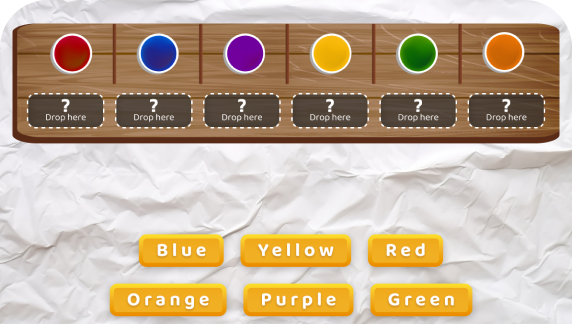 ? ? ? ? ? ?
Drop here Drop here Drop here Drop here Drop here Drop here
Blue Yellow Red
Orange Purple Green